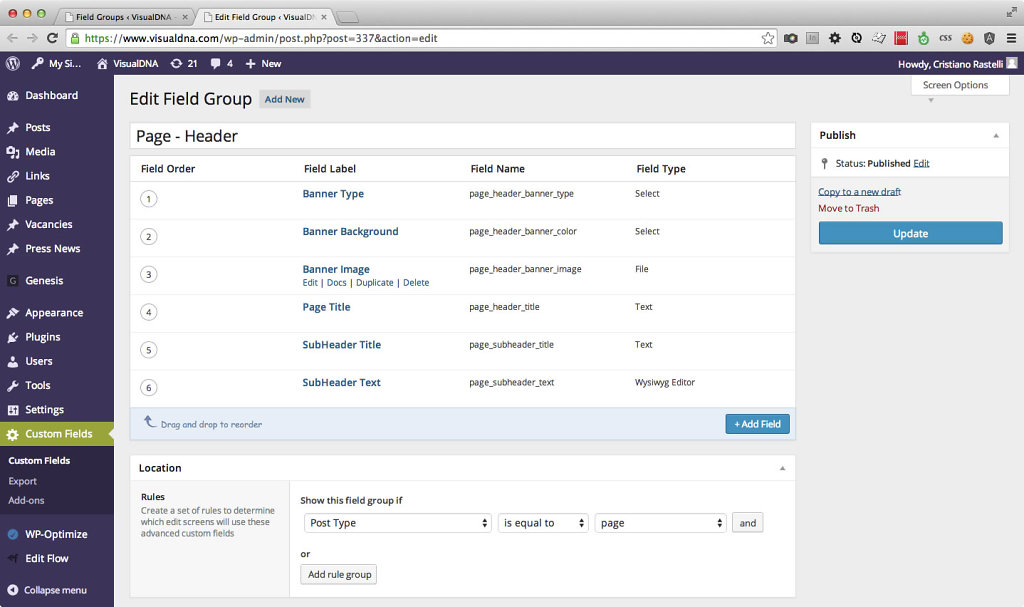 Field Groups ‹ VisualDNA -
Edit Field Group ‹ VisualDN
https://www.visualdna.com/wp-admin/post.php?post=337&action=edit
CSS
My Si... VisualDNA 21 4 + New
Howdy, Cristiano Rastelli
Screen Options
Dashboard
Posts
Media
Links
Pages
Vacancies
Press News
G Genesis
Appearance
Plugins
Users
Tools
Settings
Custom Fields
Custom Fields
Export
Add-ons
WP-Optimize
Edit Flow
Collapse menu
Edit Field Group Add New
Page - Header
Field Order Field Label Field Name Field Type
1 Banner Type page_header_banner_type Select
2 Banner Background page_header_banner_color Select
3 Banner Image page_header_banner_image File
Edit | Docs | Duplicate | Delete
4 Page Title page_header_title Text
5 SubHeader Title page_subheader_title Text
6 SubHeader Text page_subheader_text Wysiwyg Editor
Drag and drop to reorder + Add Field
Location
Rules
Create a set of rules to determine
which edit screens will use these
advanced custom fields
Show this field group if
Post Type is equal to page and
or
Add rule group
Publish
Status: Published Edit
Copy to a new draft
Move to Trash
Update